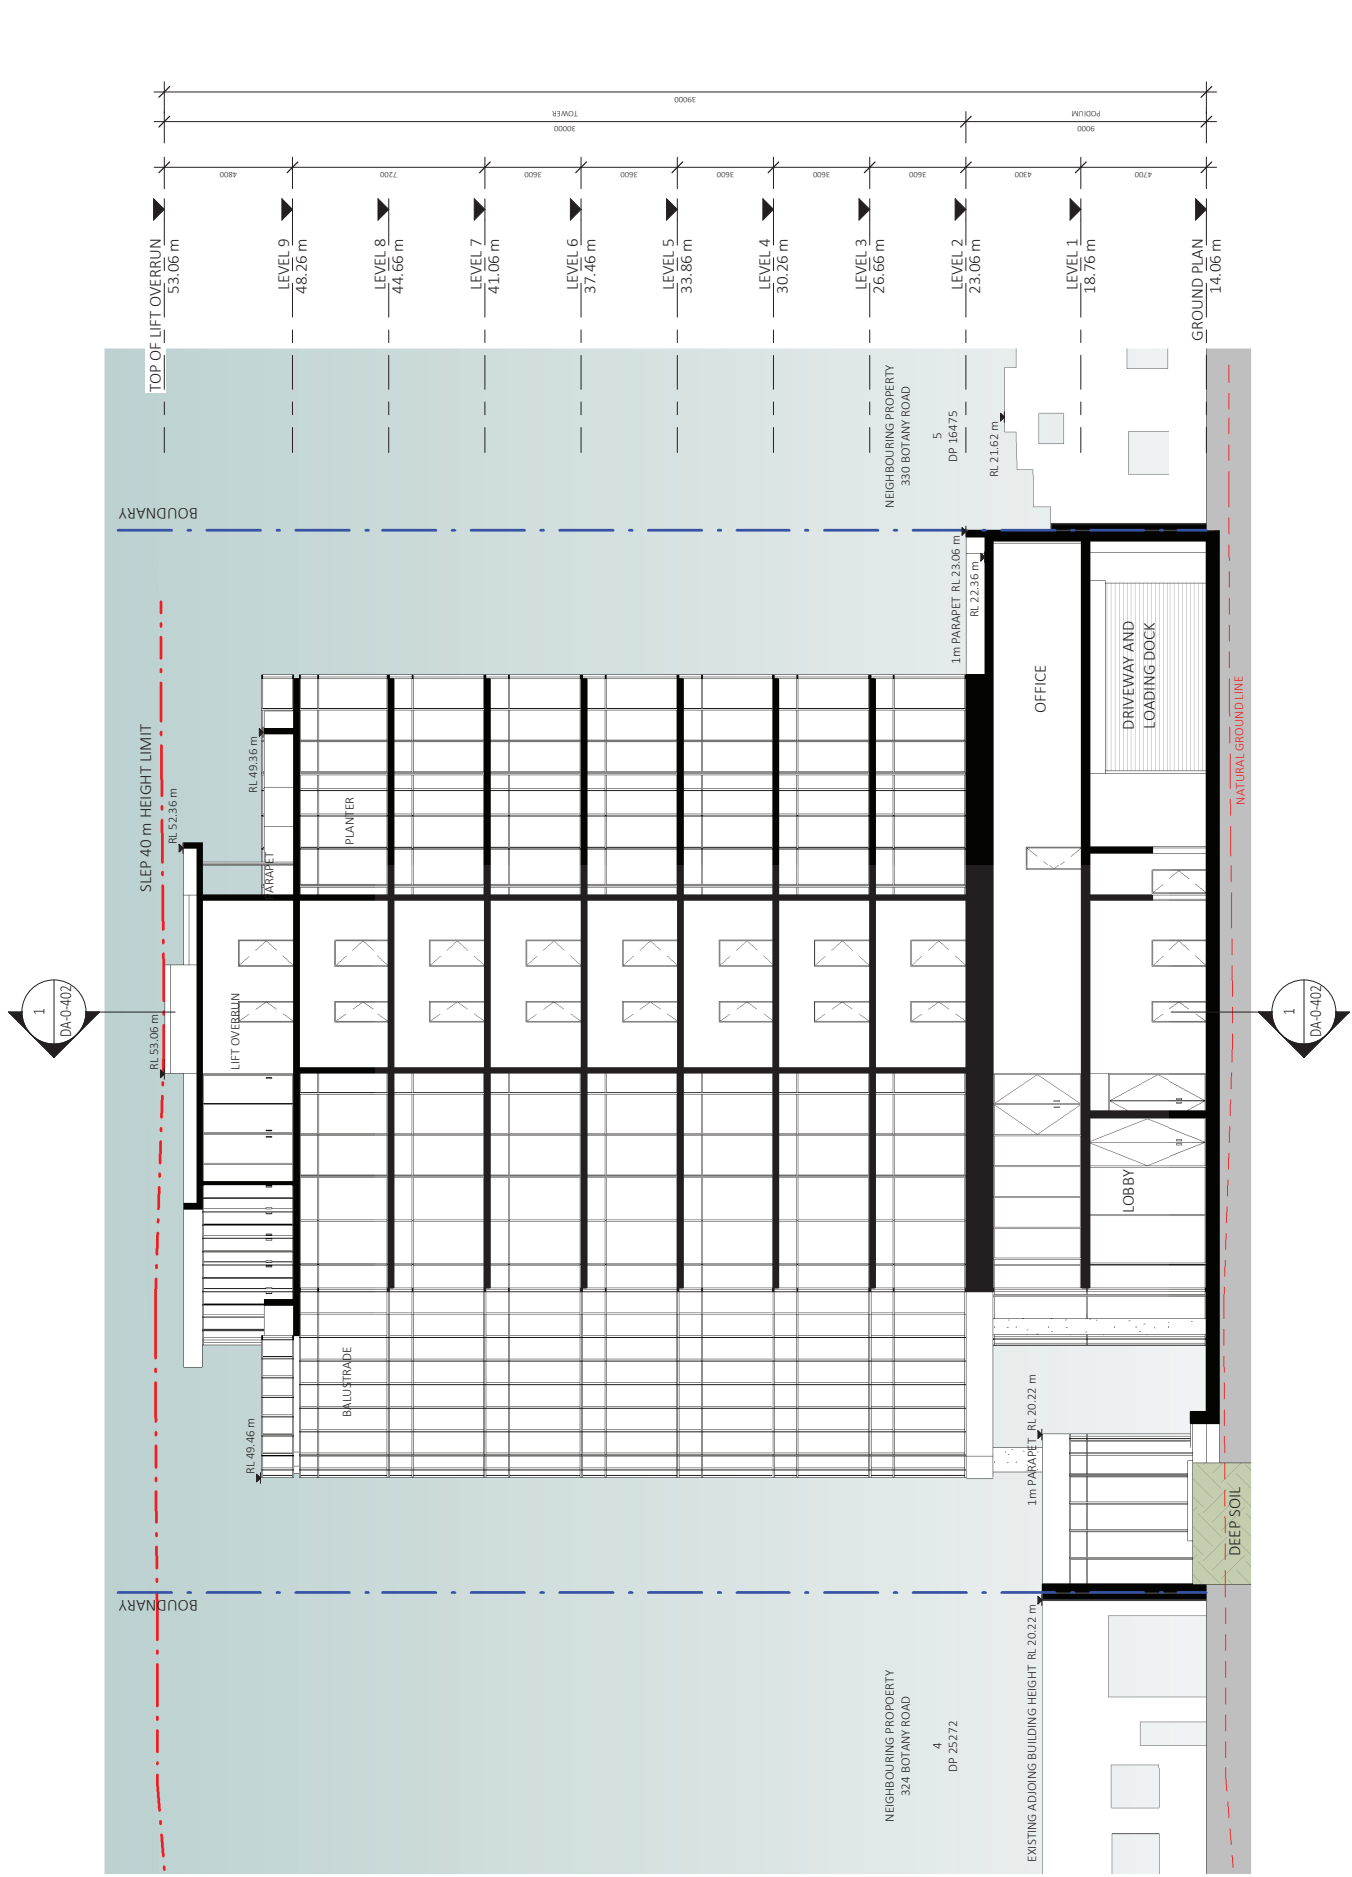 39000
TOWER
30000
PODIUM
9000
4800
7200
3600
3600
3600
3600
3600
4300
4700
TOP OF LIFT OVERRUN
53.06 m
LEVEL 9
48.26 m
LEVEL 8
44.66 m
LEVEL 7
41.06 m
LEVEL 6
37.46 m
LEVEL 5
33.86 m
LEVEL 4
30.26 m
LEVEL 3
26.66 m
LEVEL 2
23.06 m
LEVEL 1
18.76 m
GROUND PLAN
14.06 m
NEIGHBOURING PROPERTY
330 BOTANY ROAD
5
DP 16475
RL 21.62 m
BOUDNARY
1m PARAPET RL 23.06 m
RL 22.36 m
SLEP 40 m HEIGHT LIMIT
RL 52.36 m
RL 49.36 m
PARAPET
PLANTER
OFFICE
DRIVEWAY AND
LOADING DOCK
NATURAL GROUND LINE
1
DA-0-402
RL 53.06 m
LIFT OVERRUN
1
DA-0-402
LOBBY
BALUSTRADE
RL 49.46 m
1m PARAPET RL 20.22 m
DEEP SOIL
BOUDNARY
NEIGHBOURING PROPOERTY
324 BOTANY ROAD
4
DP 25272
EXISTING ADJOING BUILDING HEIGHT RL 20.22 m